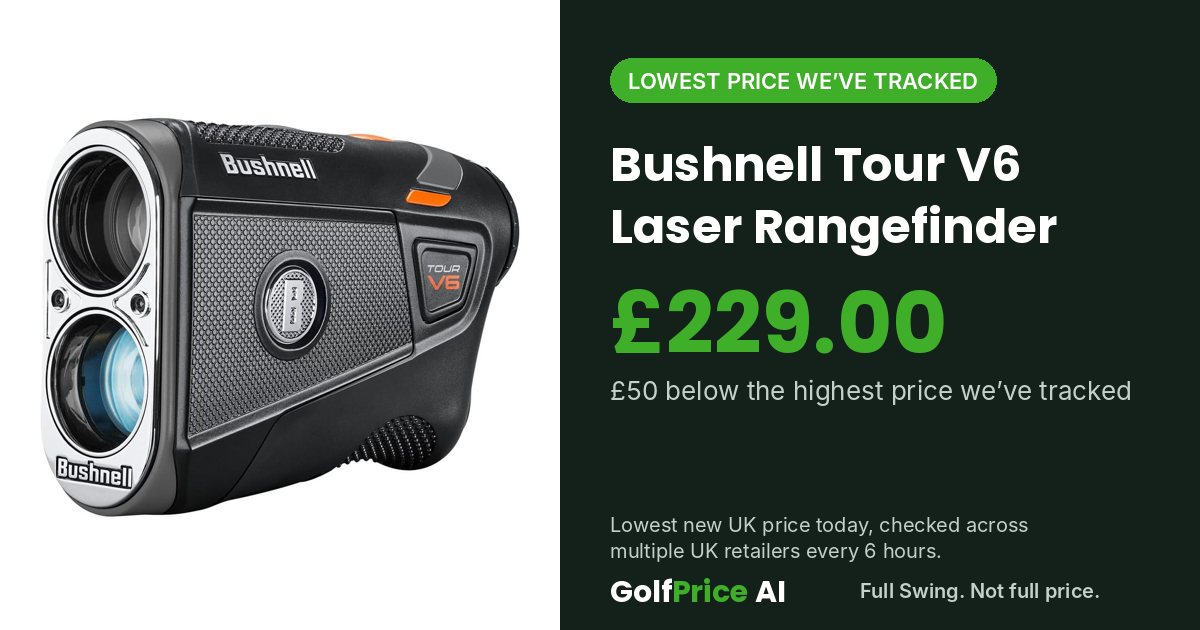 Bushnell
TOUR
V6
Bushnell
LOWEST PRICE WE’VE TRACKED
Bushnell Tour V6
Laser Rangefinder
£229.00
£50 below the highest price we’ve tracked
Lowest new UK price today, checked across
multiple UK retailers every 6 hours.
GolfPrice AI
Full Swing. Not full price.